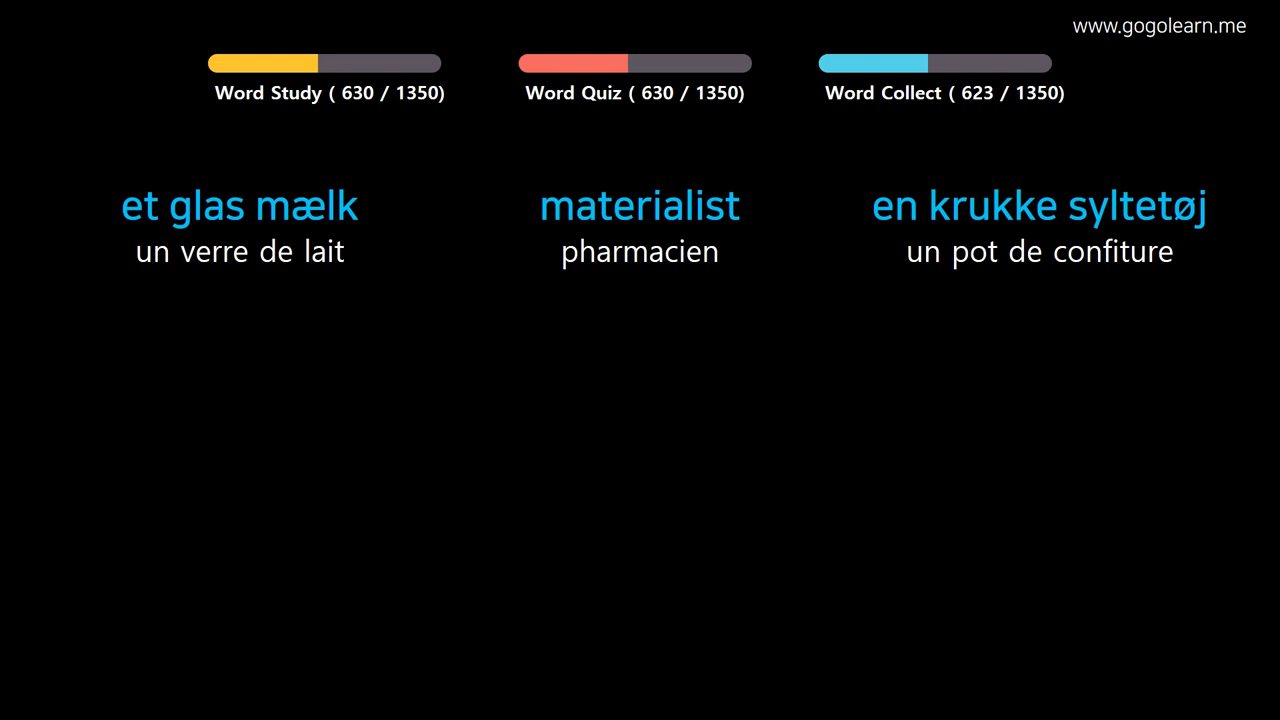 www.gogolearn.me
Word Study ( 630 / 1350)
Word Quiz ( 630 / 1350)
Word Collect ( 623 / 1350)
et glas mælk
un verre de lait
materialist
pharmacien
en krukke syltetøj
un pot de confiture